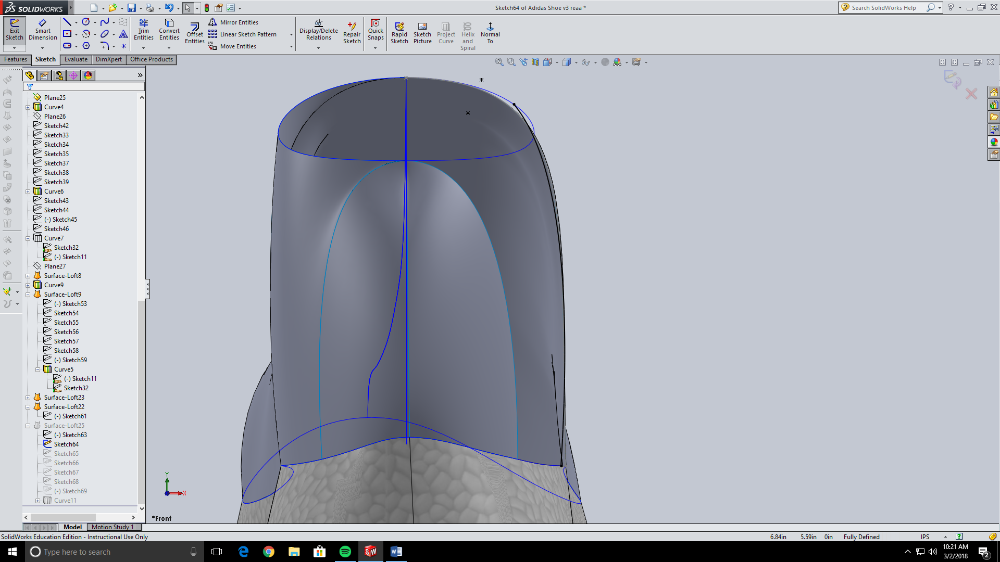 SOLIDWORKS
Sketch64 of Adidas Shoe v3 reaa *
Search SolidWorks Help
Exit Sketch
Smart Dimension
Trim Entities
Convert Entities
Offset Entities
Mirror Entities
Linear Sketch Pattern
Move Entities
Display/Delete Relations
Repair Sketch
Quick Snaps
Rapid Sketch
Sketch Picture
Project Curve
Helix and Spiral
Normal To
Features Sketch Evaluate DimXpert Office Products
Plane25
Curve4
Plane26
Sketch42
Sketch33
Sketch34
Sketch35
Sketch37
Sketch38
Sketch39
Curve6
Sketch43
Sketch44
(-) Sketch45
Sketch46
Curve7
Sketch32
(-) Sketch11
Plane27
Surface-Loft8
Curve9
Surface-Loft9
(-) Sketch53
Sketch54
Sketch55
Sketch56
Sketch57
Sketch58
(-) Sketch59
Curve5
(-) Sketch11
Sketch32
Surface-Loft23
Surface-Loft22
(-) Sketch61
Surface-Loft25
(-) Sketch63
Sketch64
Sketch65
Sketch66
Sketch67
Sketch68
(-) Sketch69
Curve11
Y
X
*Front
Model Motion Study 1
SolidWorks Education Edition - Instructional Use Only
6.84in 5.59in 0in Fully Defined IPS
Type here to search
10:21 AM
3/2/2018
2